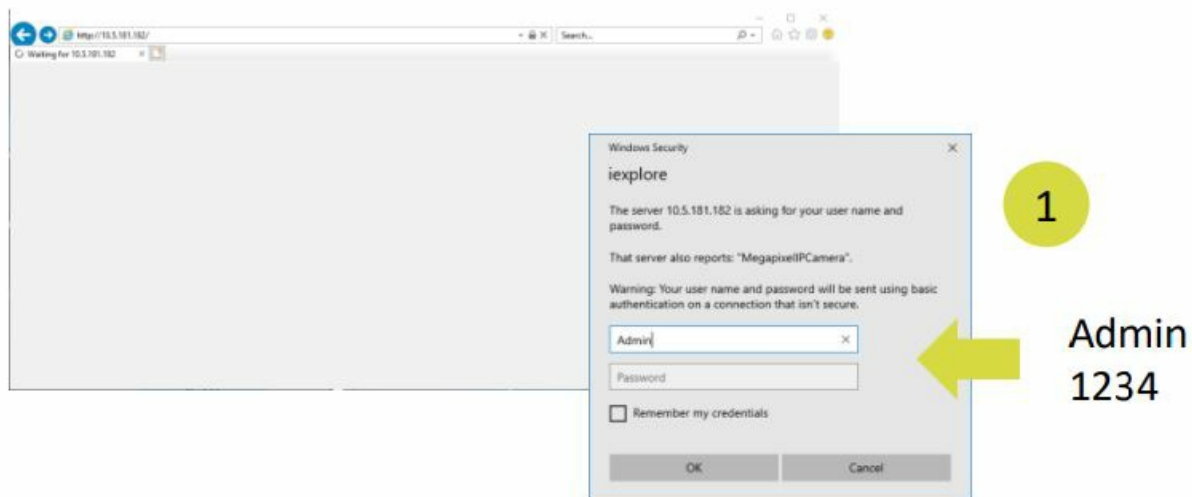 http://10.5.181.182/
Search...
Waiting for 10.5.181.182
Windows Security
iexplore
The server 10.5.181.182 is asking for your user name and
password.
That server also reports: "MegapixelIPCamera".
Warning: Your user name and password will be sent using basic
authentication on a connection that isn't secure.
Admin
Password
Remember my credentials
OK
Cancel
1
Admin
1234